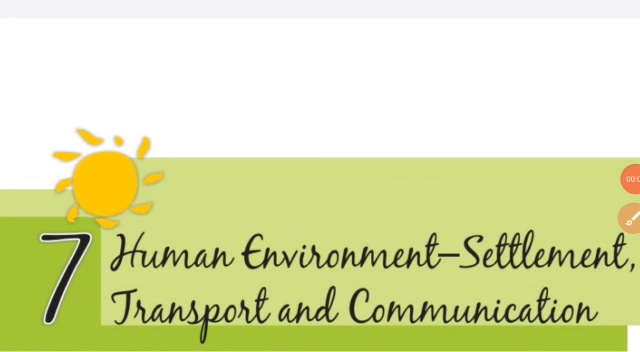 7
Human Environment–Settlement,
Transport and Communication